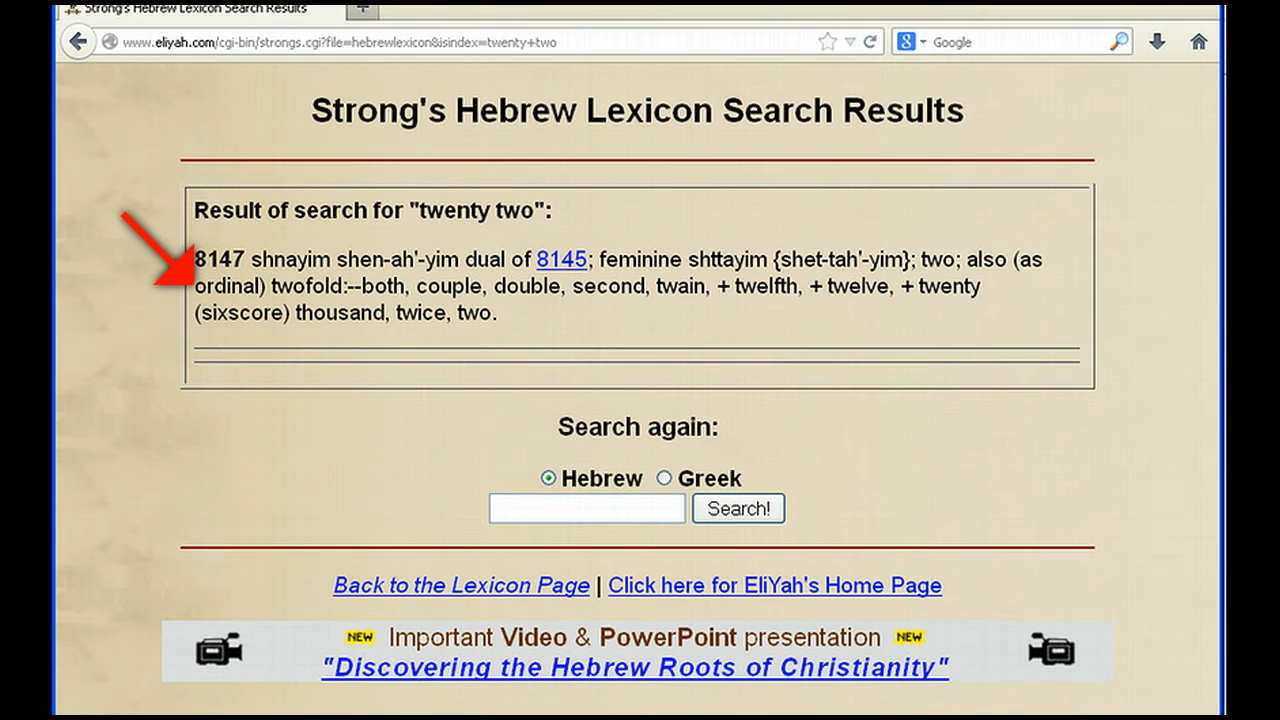 Strong's Hebrew Lexicon Search Results
www.eliyah.com/cgi-bin/strongs.cgi?file=hebrewlexicon&isindex=twenty+two
Google
Strong's Hebrew Lexicon Search Results
Result of search for "twenty two":
8147 shnayim shen-ah'-yim dual of 8145; feminine shttayim {shet-tah'-yim}; two; also (as
ordinal) twofold:--both, couple, double, second, twain, + twelfth, + twelve, + twenty
(sixscore) thousand, twice, two.
Search again:
Hebrew Greek
Search!
Back to the Lexicon Page | Click here for EliYah's Home Page
NEW Important Video & PowerPoint presentation NEW
"Discovering the Hebrew Roots of Christianity"